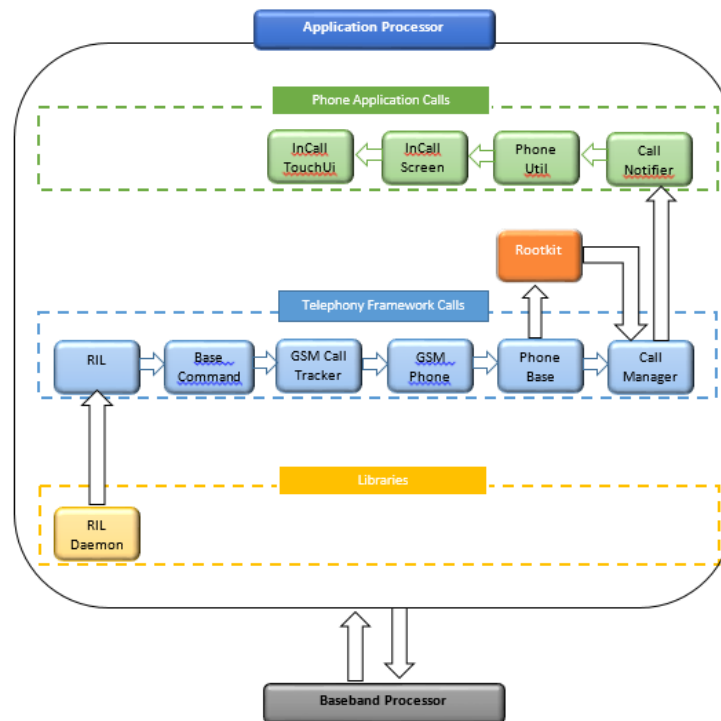 Application Processor
Phone Application Calls
InCall
TouchUi
InCall
Screen
Phone
Util
Call
Notifier
Rootkit
Telephony Framework Calls
RIL
Base
Command
GSM Call
Tracker
GSM
Phone
Phone
Base
Call
Manager
Libraries
RIL
Daemon
Baseband Processor